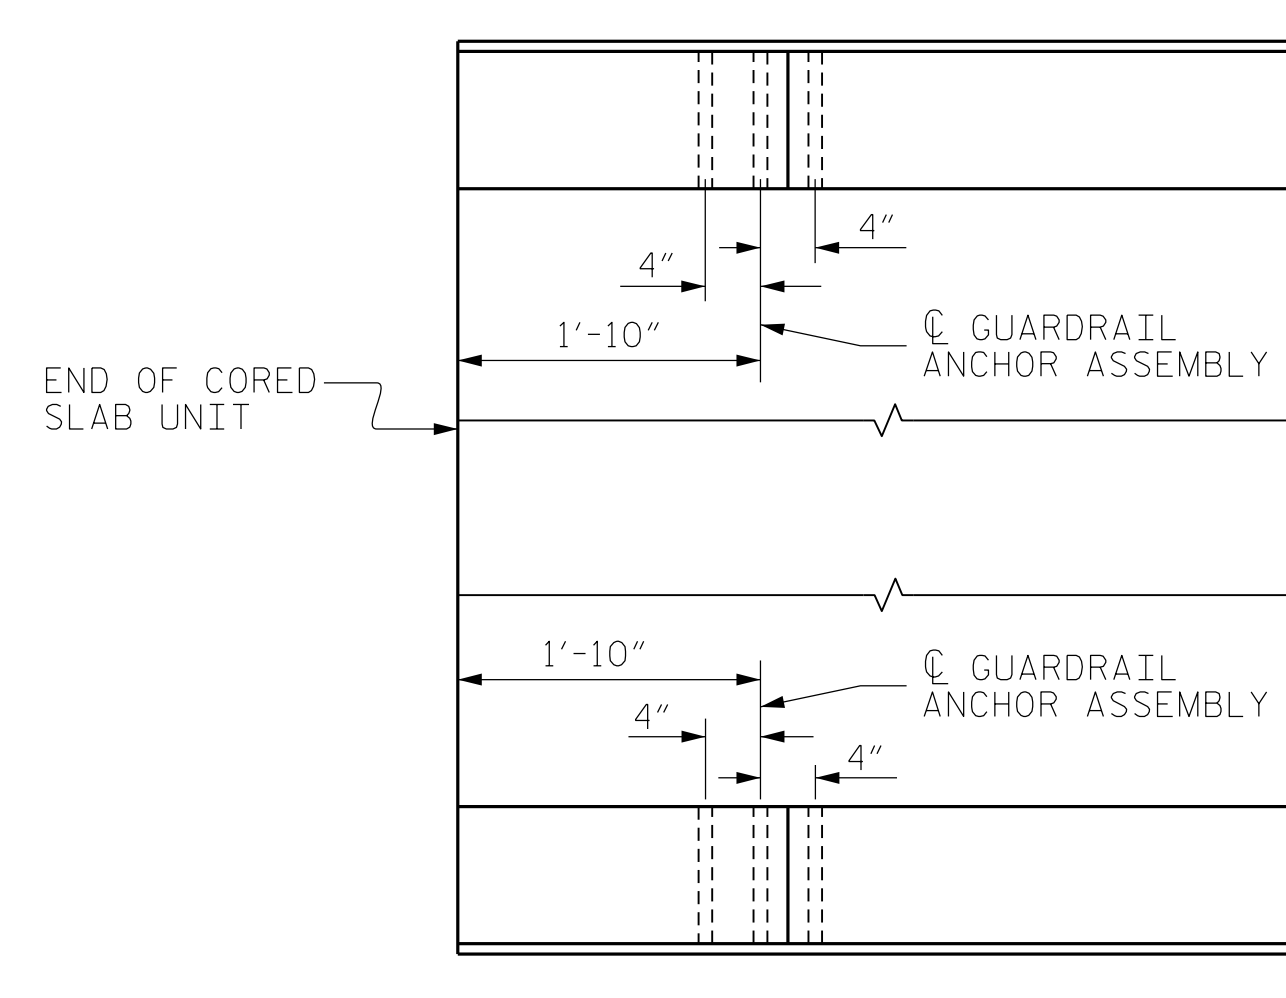 4"
4"
1'-10"
℄ GUARDRAIL
ANCHOR ASSEMBLY
END OF CORED
SLAB UNIT
1'-10"
℄ GUARDRAIL
ANCHOR ASSEMBLY
4"
4"